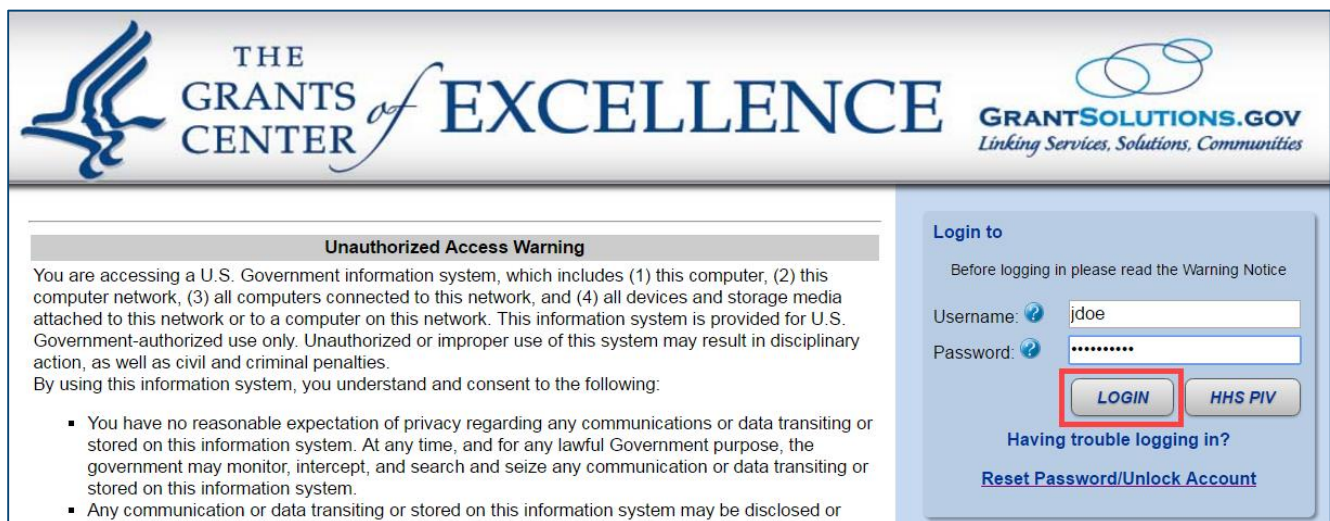 THE
GRANTS of EXCELLENCE
CENTER
GRANTSOLUTIONS.GOV
Linking Services, Solutions, Communities
Unauthorized Access Warning
You are accessing a U.S. Government information system, which includes (1) this computer, (2) this
computer network, (3) all computers connected to this network, and (4) all devices and storage media
attached to this network or to a computer on this network. This information system is provided for U.S.
Government-authorized use only. Unauthorized or improper use of this system may result in disciplinary
action, as well as civil and criminal penalties.
By using this information system, you understand and consent to the following:
▪ You have no reasonable expectation of privacy regarding any communications or data transiting or
stored on this information system. At any time, and for any lawful Government purpose, the
government may monitor, intercept, and search and seize any communication or data transiting or
stored on this information system.
▪ Any communication or data transiting or stored on this information system may be disclosed or
Login to
Before logging in please read the Warning Notice
Username: ? jdoe
Password: ? ••••••••••
LOGIN HHS PIV
Having trouble logging in?
Reset Password/Unlock Account